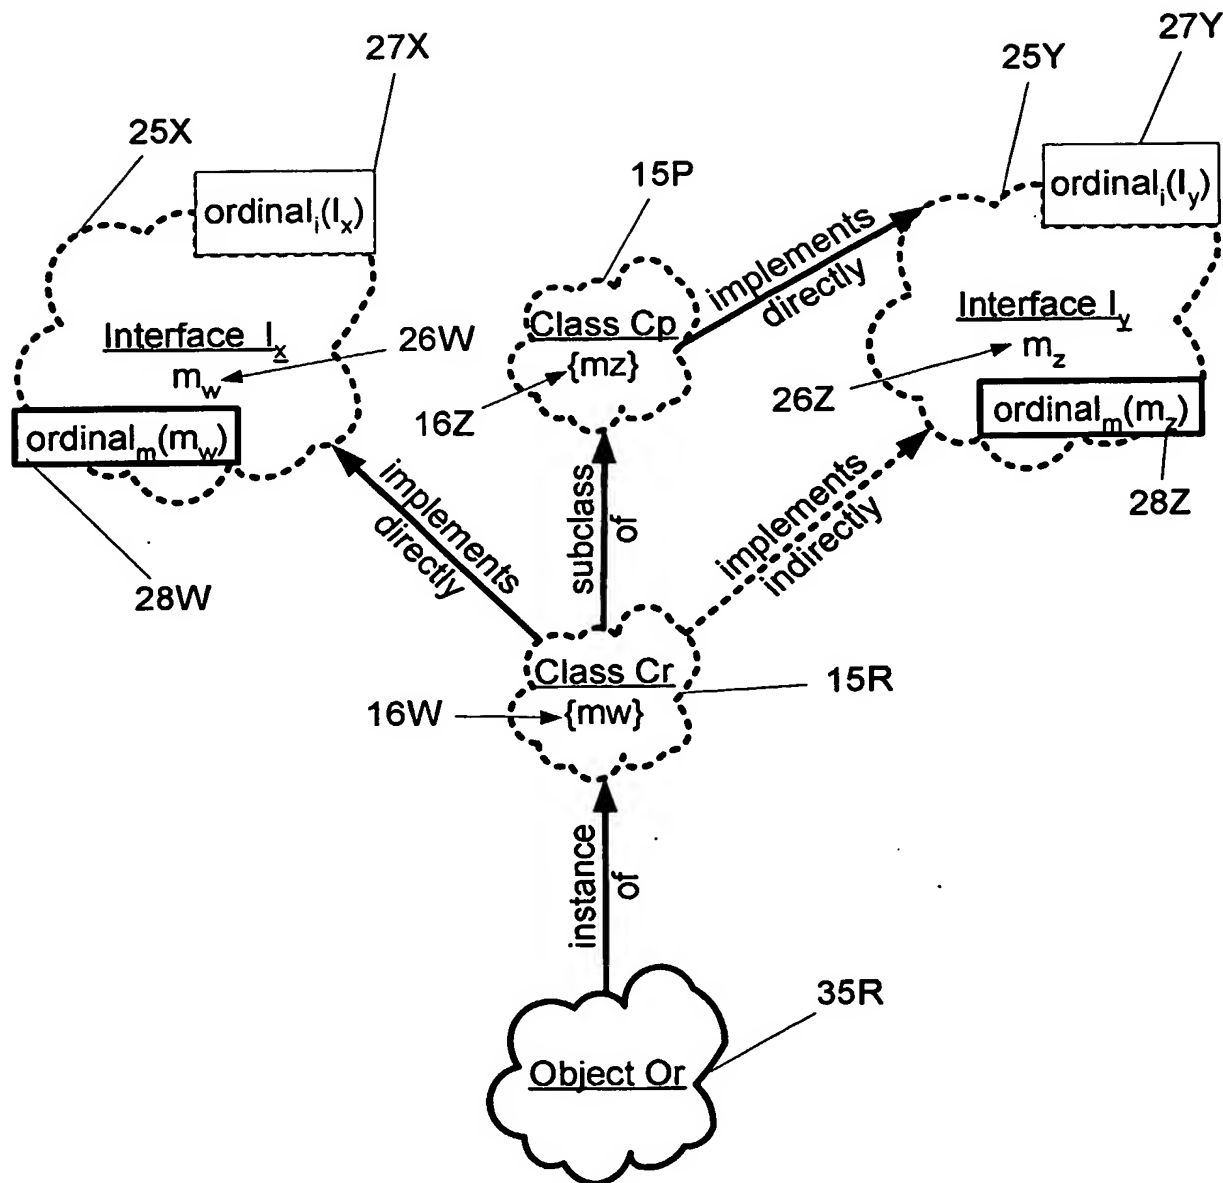 27X
27Y
25X
25Y
15P
ordinal_i(I_x)
ordinal_i(I_y)
implements
directly
Interface I_x
m_w
26W
Class Cp
{mz}
16Z
Interface I_y
m_z
26Z
ordinal_m(m_w)
ordinal_m(m_z)
28W
28Z
implements
directly
subclass
of
implements
indirectly
Class Cr
{mw}
16W
15R
instance
of
35R
Object Or